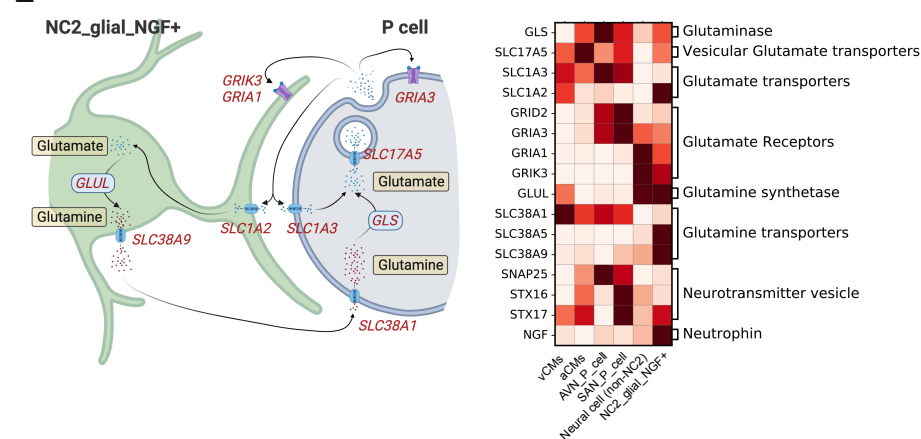 NC2_glial_NGF+
P cell
GRIK3
GRIA1
GRIA3
SLC17A5
Glutamate
Glutamate
GLUL
Glutamine
SLC38A9
SLC1A2
SLC1A3
GLS
Glutamine
SLC38A1
GLS
SLC17A5
SLC1A3
SLC1A2
GRID2
GRIA3
GRIA1
GRIK3
GLUL
SLC38A1
SLC38A5
SLC38A9
SNAP25
STX16
STX17
NGF
Glutaminase
Vesicular Glutamate transporters
Glutamate transporters
Glutamate Receptors
Glutamine synthetase
Glutamine transporters
Neurotransmitter vesicle
Neutrophin
vCMs
aCMs
AVN_P_cell
SAN_P_cell
Neural cell (non-NC2)
NC2_glial_NGF+